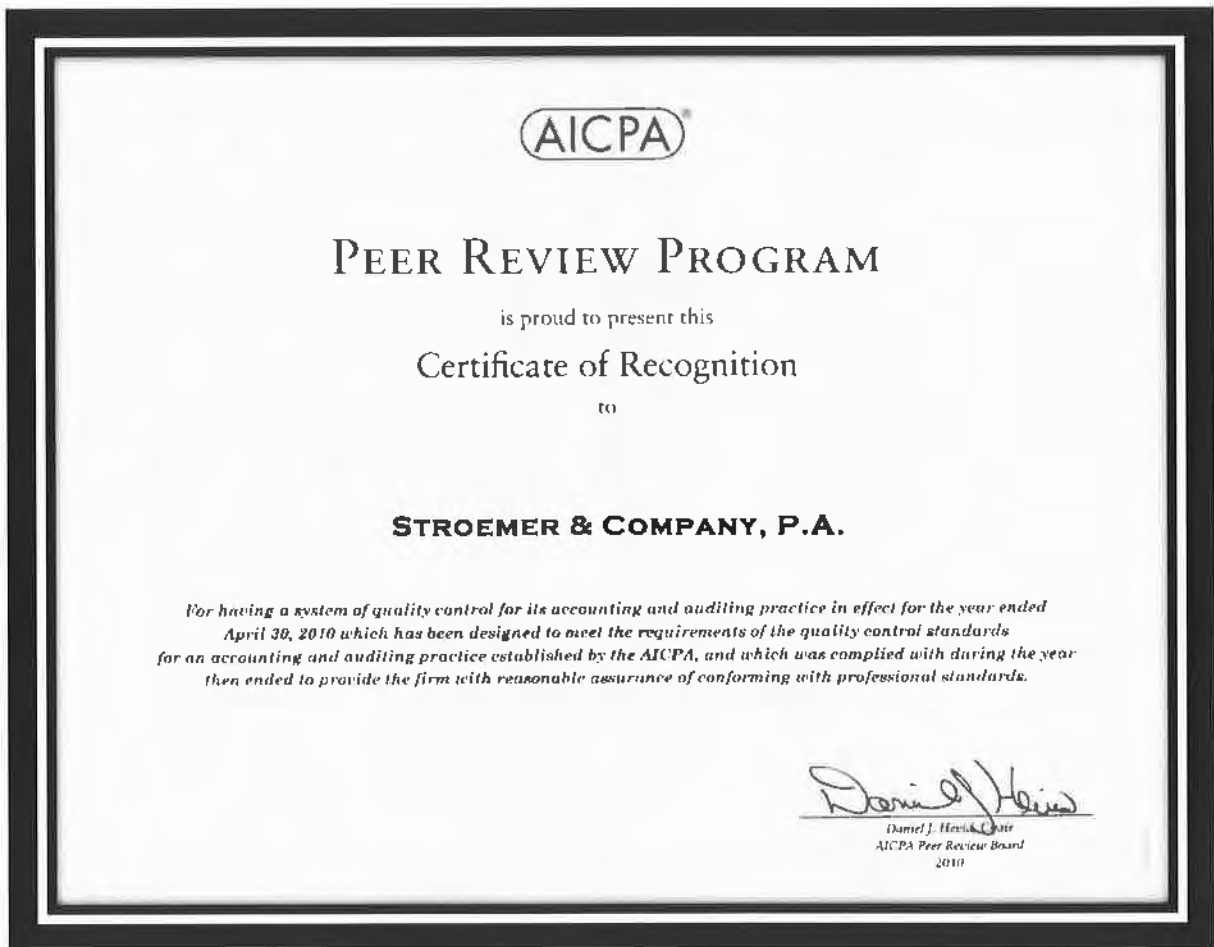 AICPA®
PEER REVIEW PROGRAM
is proud to present this
Certificate of Recognition
to
STROEMER & COMPANY, P.A.
For having a system of quality control for its accounting and auditing practice in effect for the year ended
April 30, 2010 which has been designed to meet the requirements of the quality control standards
for an accounting and auditing practice established by the AICPA, and which was complied with during the year
then ended to provide the firm with reasonable assurance of conforming with professional standards.
Daniel J. Chair
AICPA Peer Review Board
2010